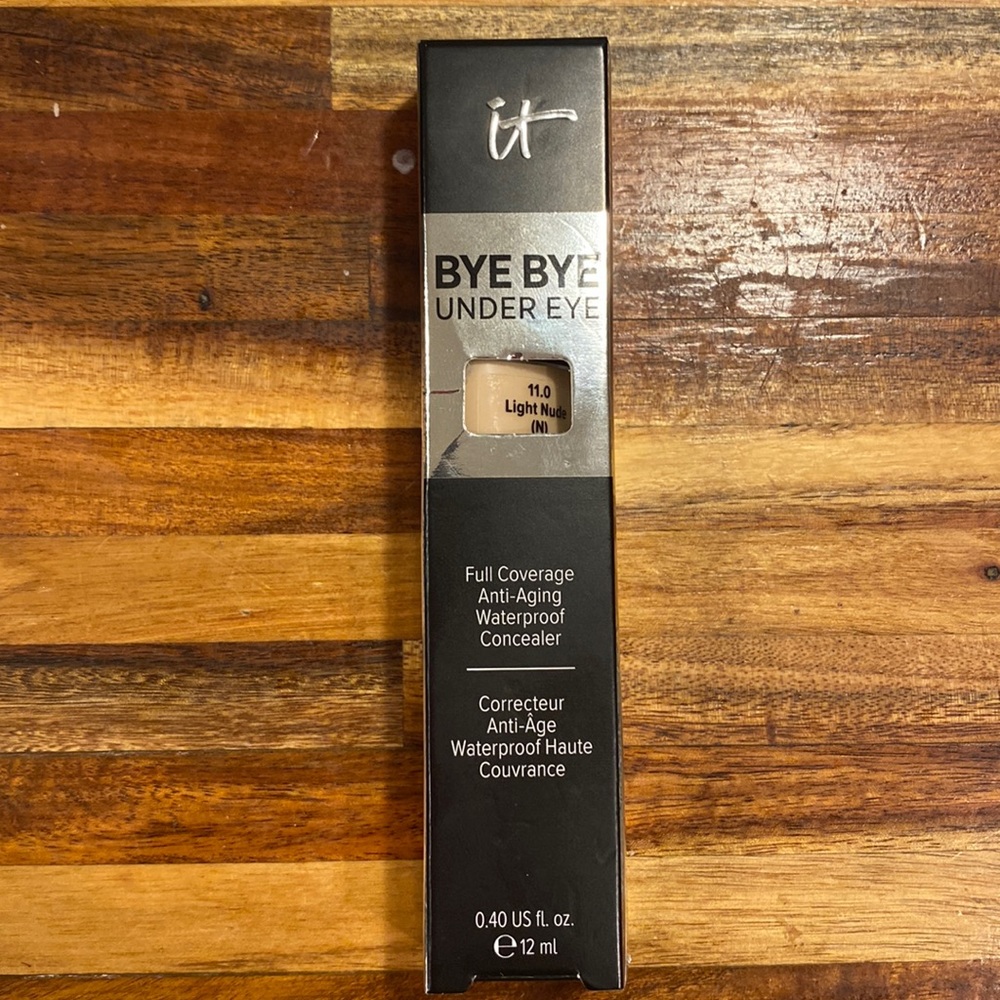 it
BYE BYE
UNDER EYE
11.0
Light Nude
(N)
Full Coverage
Anti-Aging
Waterproof
Concealer
Correcteur
Anti-Âge
Waterproof Haute
Couvrance
0.40 US fl. oz.
℮ 12 ml